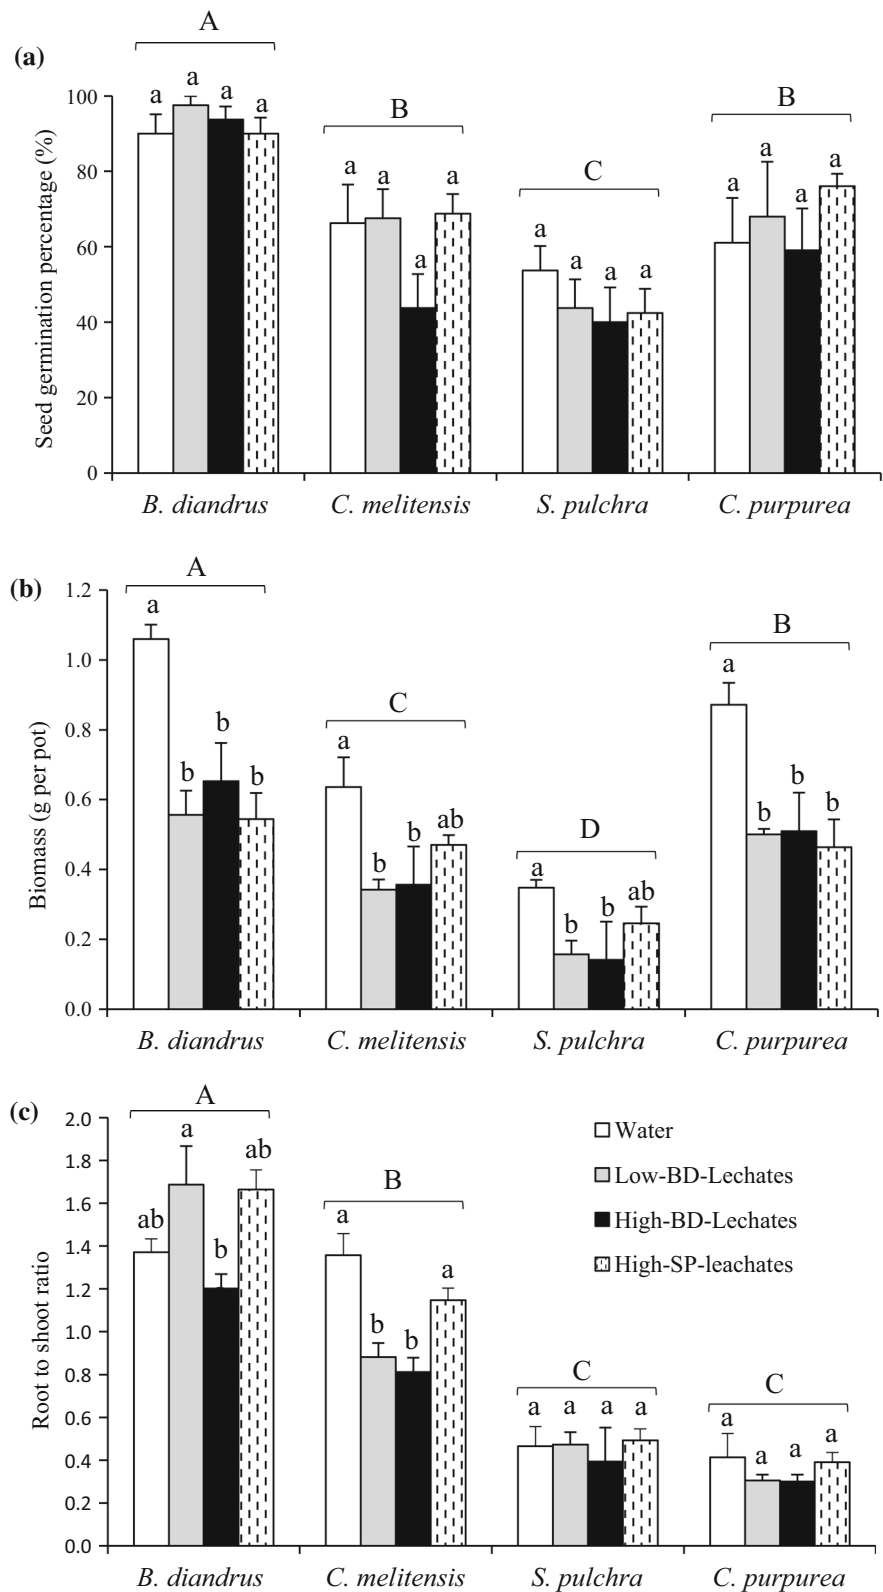 A
(a)
a a a a
B
B
a a a a
C
a a a a
a a a a
Seed germination percentage (%)
100
80
60
40
20
0
B. diandrus C. melitensis S. pulchra C. purpurea
(b)
A
a b b b
C
a b b ab
D
a b b ab
B
a b b b
Biomass (g per pot)
1.2
1.0
0.8
0.6
0.4
0.2
0.0
B. diandrus C. melitensis S. pulchra C. purpurea
(c)
A
ab a b ab
B
a b b a
C
a a a a
C
a a a a
Water
Low-BD-Lechates
High-BD-Lechates
High-SP-leachates
Root to shoot ratio
2.0
1.8
1.6
1.4
1.2
1.0
0.8
0.6
0.4
0.2
0.0
B. diandrus C. melitensis S. pulchra C. purpurea